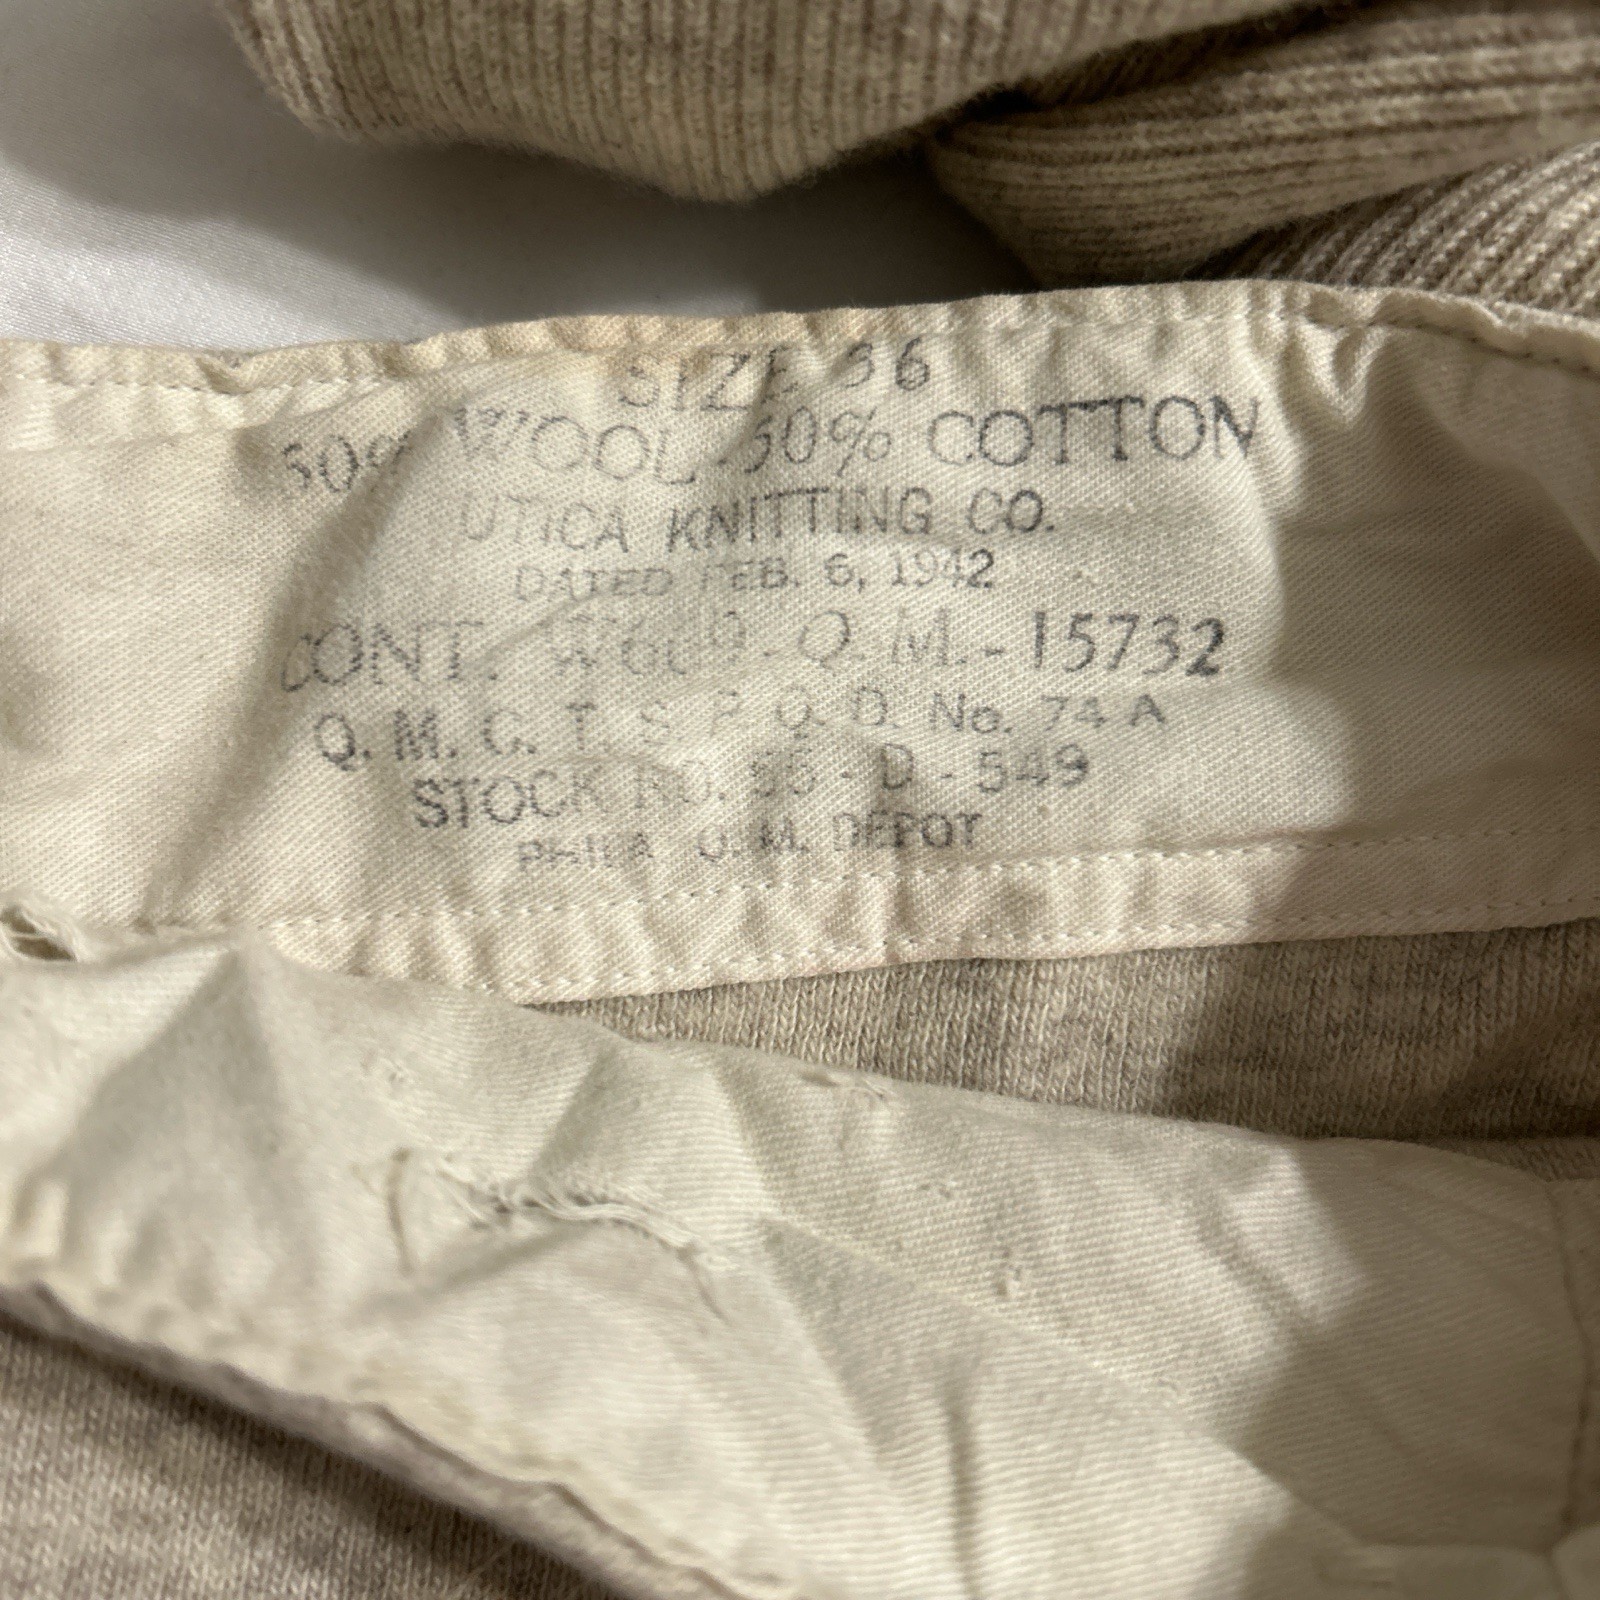 SIZE 36
50% WOOL 50% COTTON
UTICA KNITTING CO.
DATED FEB. 6, 1942
CONT. W669-Q.M.-15732
Q. M. C. T. S P. Q. D. No. 74 A
STOCK NO. 55-D-549
PHILA Q. M. DEPOT